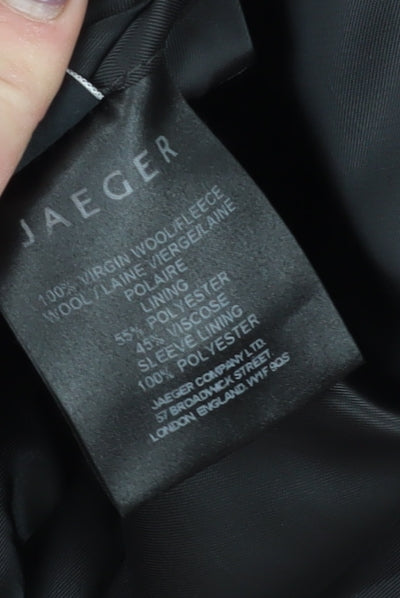 JAEGER
100% VIRGIN WOOL/FLEECE
WOOL / LAINE VIERGE/LAINE
POLAIRE
LINING
55% POLYESTER
45% VISCOSE
SLEEVE LINING
100% POLYESTER
JAEGER COMPANY LTD.
57 BROADWICK STREET.
LONDON ENGLAND. W1F 9QS